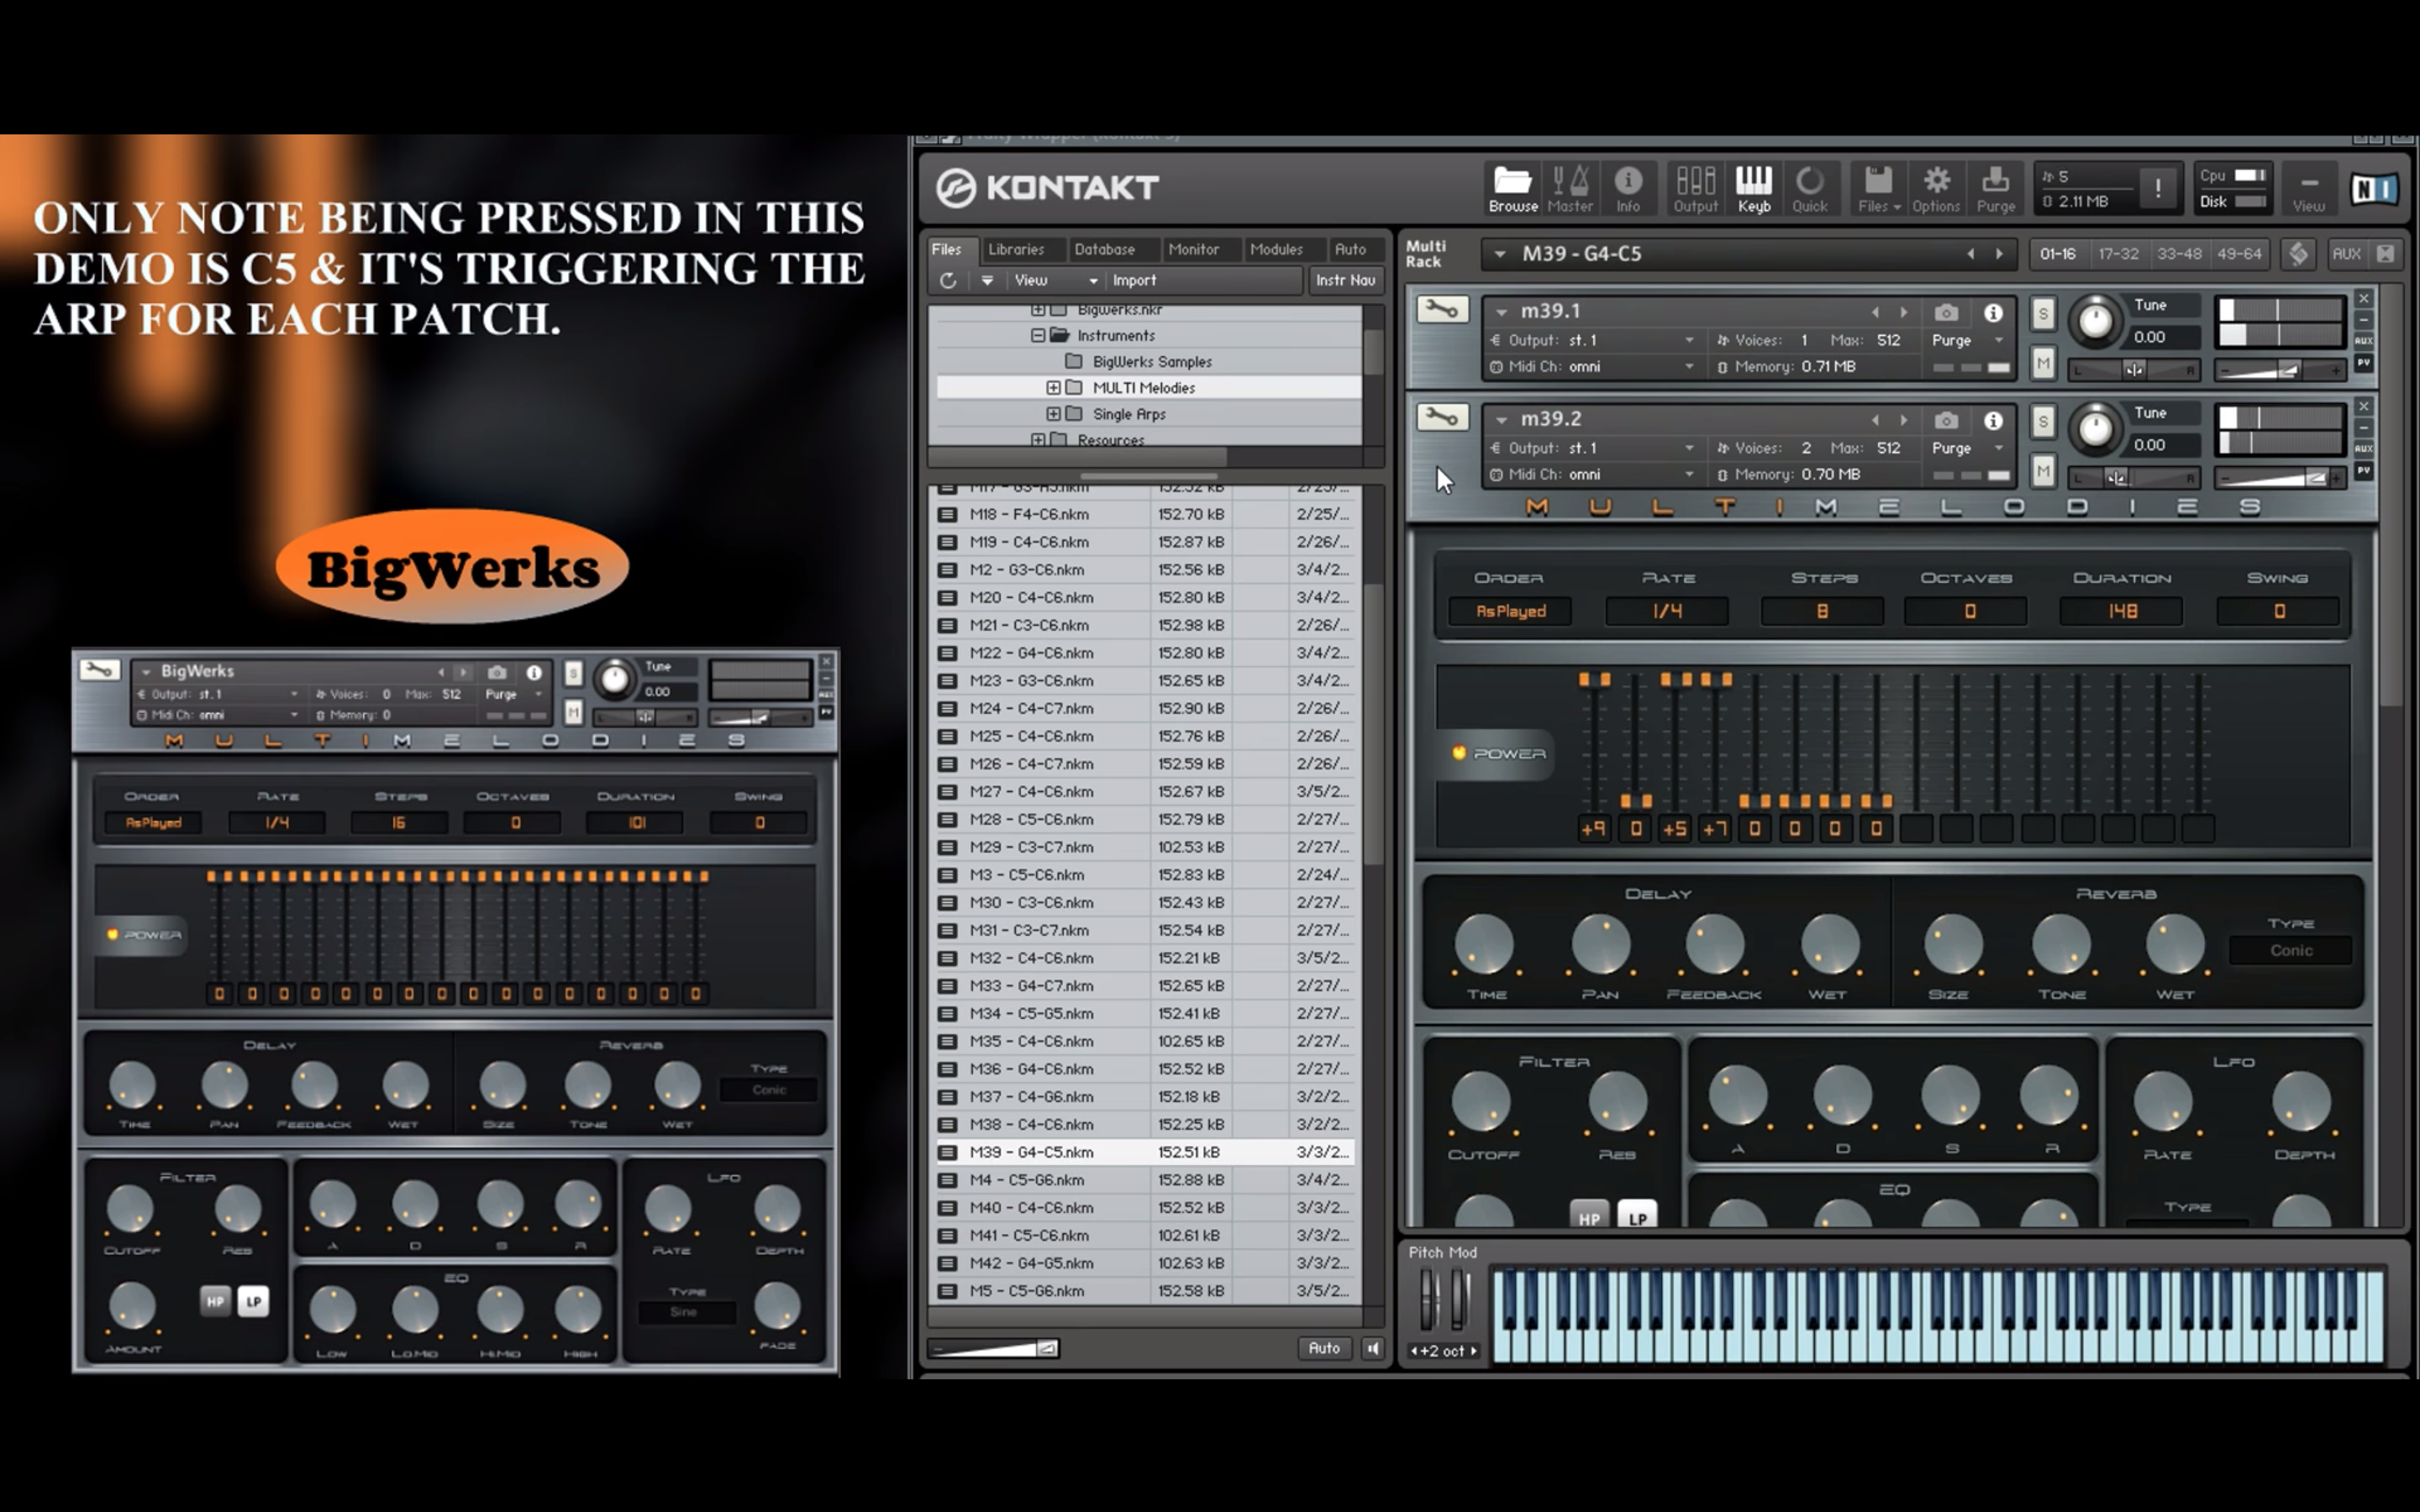 ONLY NOTE BEING PRESSED IN THIS
DEMO IS C5 & IT'S TRIGGERING THE
ARP FOR EACH PATCH.
BigWerks
BigWerks
Tune
Output: st.1 Voices: 0 Max: 512 Purge 0.00
S
Midi Ch: omni Memory: 0
M
L R
AUX
PV
MULTI MELODIES
ORDER RATE STEPS OCTAVES DURATION SWING
AsPlayed 1/4 16 0 101 0
POWER
0 0 0 0 0 0 0 0 0 0 0 0 0 0 0 0
DELAY REVERB
TYPE
Conic
TIME PAN FEEDBACK WET SIZE TONE WET
FILTER LFO
CUTOFF RES A D S R RATE DEPTH
EQ
HP LP
TYPE
Sine
AMOUNT LOW LO.MID HI.MID HIGH FADE
KONTAKT
Browse Master Info Output Keyb Quick Files Options Purge
5
2.11 MB
!
Cpu
Disk
View
NI
Files Libraries Database Monitor Modules Auto
View Import Instr Nav
Bigwerks.nkr
Instruments
BigWerks Samples
MULTI Melodies
Single Arps
Resources
M17 - G3-A5.nkm 152.52 kB 2/25/...
M18 - F4-C6.nkm 152.70 kB 2/25/...
M19 - C4-C6.nkm 152.87 kB 2/26/...
M2 - G3-C6.nkm 152.56 kB 3/4/2...
M20 - C4-C6.nkm 152.80 kB 3/4/2...
M21 - C3-C6.nkm 152.98 kB 2/26/...
M22 - G4-C6.nkm 152.80 kB 3/4/2...
M23 - G3-C6.nkm 152.65 kB 3/4/2...
M24 - C4-C7.nkm 152.90 kB 2/26/...
M25 - C4-C6.nkm 152.76 kB 2/26/...
M26 - C4-C7.nkm 152.59 kB 2/26/...
M27 - C4-C6.nkm 152.67 kB 3/5/2...
M28 - C5-C6.nkm 152.79 kB 2/27/...
M29 - C3-C7.nkm 102.53 kB 2/27/...
M3 - C5-C6.nkm 152.83 kB 2/24/...
M30 - C3-C6.nkm 152.43 kB 2/27/...
M31 - C3-C7.nkm 152.54 kB 2/27/...
M32 - C4-C6.nkm 152.21 kB 3/5/2...
M33 - G4-C7.nkm 152.65 kB 2/27/...
M34 - C5-G5.nkm 152.41 kB 2/27/...
M35 - C4-C6.nkm 102.65 kB 2/27/...
M36 - G4-C6.nkm 152.52 kB 2/27/...
M37 - C4-G6.nkm 152.18 kB 3/2/2...
M38 - C4-C6.nkm 152.25 kB 3/2/2...
M39 - G4-C5.nkm 152.51 kB 3/3/2...
M4 - C5-G6.nkm 152.88 kB 3/4/2...
M40 - C4-C6.nkm 152.52 kB 3/3/2...
M41 - C5-C6.nkm 102.61 kB 3/3/2...
M42 - G4-G5.nkm 102.63 kB 3/3/2...
M5 - C5-G6.nkm 152.58 kB 3/5/2...
Auto
Multi
Rack
M39 - G4-C5
01-16 17-32 33-48 49-64
AUX
m39.1
Tune
S
Output: st.1 Voices: 1 Max: 512 Purge 0.00
Midi Ch: omni Memory: 0.71 MB
M
L R
AUX
PV
m39.2
Tune
S
Output: st.1 Voices: 2 Max: 512 Purge 0.00
Midi Ch: omni Memory: 0.70 MB
M
L R
AUX
PV
MULTI MELODIES
ORDER RATE STEPS OCTAVES DURATION SWING
AsPlayed 1/4 8 0 148 0
POWER
+9 0 +5 +7 0 0 0 0
DELAY REVERB
TYPE
Conic
TIME PAN FEEDBACK WET SIZE TONE WET
FILTER LFO
CUTOFF RES A D S R RATE DEPTH
EQ
HP LP
TYPE
Pitch Mod
+2 oct